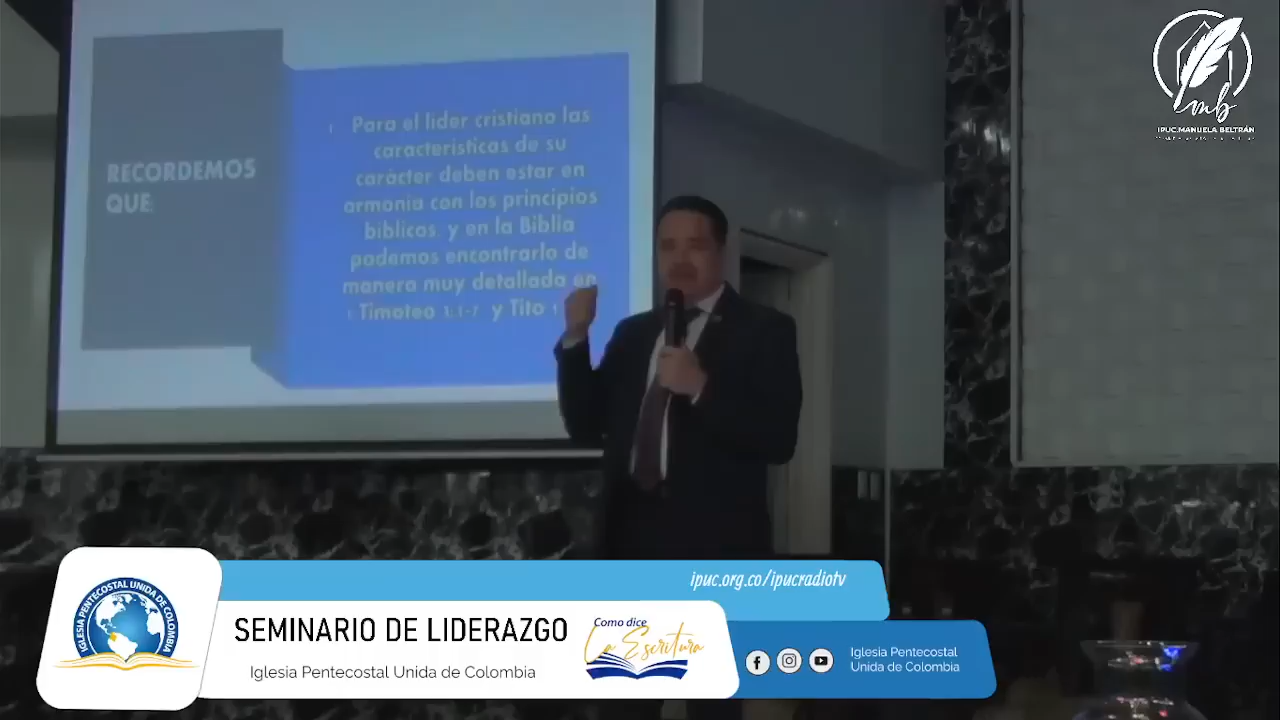 RECORDEMOS
QUE:
Para el lider cristiano las
características de su
carácter deben estar en
armonia con los principios
biblicos, y en la Biblia
podemos encontrarlo de
manera muy detallada en
Timoteo y Tito
mb
IPUC.MANUELA BELTRÁN
ipuc.org.co/ipucradiotv
IGLESIA PENTECOSTAL UNIDA DE COLOMBIA
SEMINARIO DE LIDERAZGO
Iglesia Pentecostal Unida de Colombia
Como dice
La Escritura
Iglesia Pentecostal
Unida de Colombia